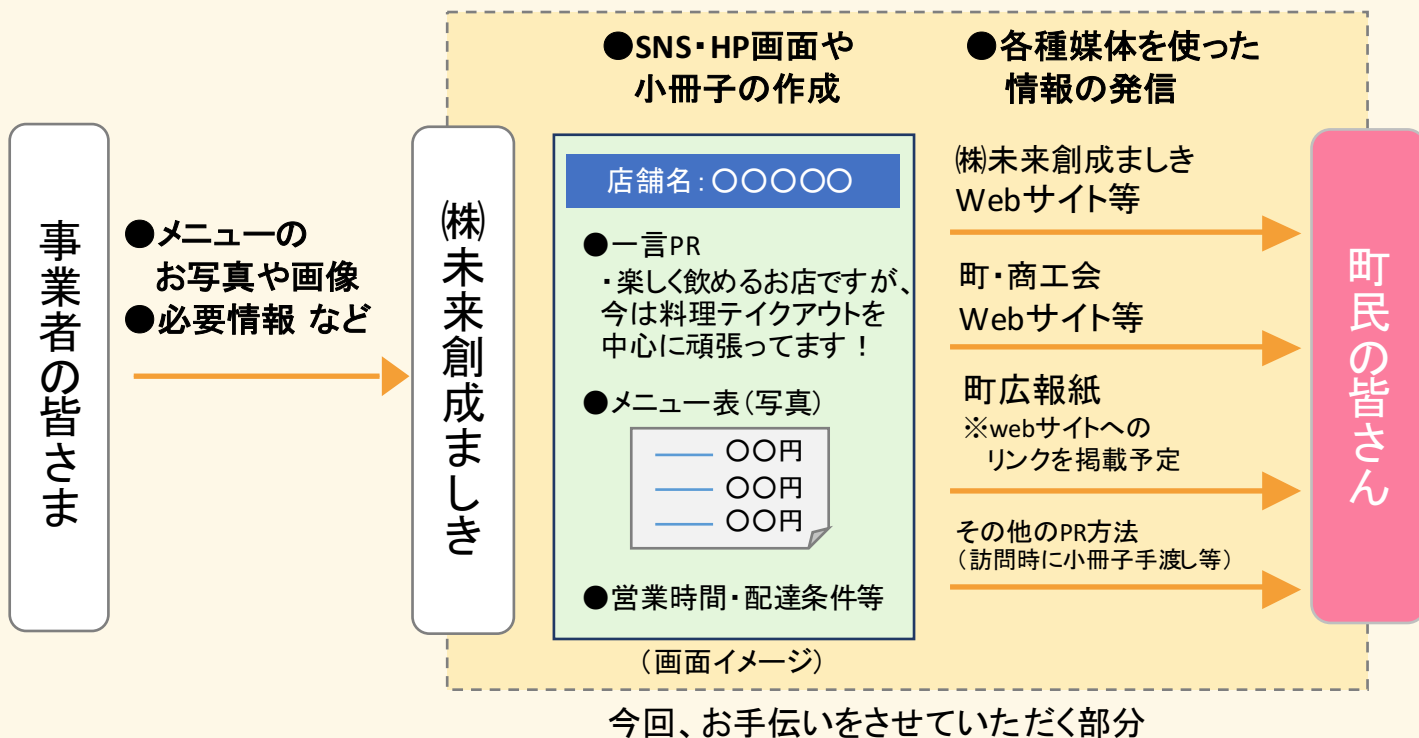 事業者の皆さま
●メニューの
お写真や画像
●必要情報 など
㈱未来創成ましき
●SNS・HP画面や
小冊子の作成
店舗名：〇〇〇〇〇
●一言PR
・楽しく飲めるお店ですが、
今は料理テイクアウトを
中心に頑張ってます！
●メニュー表（写真）
〇〇円
〇〇円
〇〇円
●営業時間・配達条件等
（画面イメージ）
●各種媒体を使った
情報の発信
㈱未来創成ましき
Webサイト等
町・商工会
Webサイト等
町広報紙
※webサイトへの
リンクを掲載予定
その他のPR方法
（訪問時に小冊子手渡し等）
町民の皆さん
今回、お手伝いをさせていただく部分